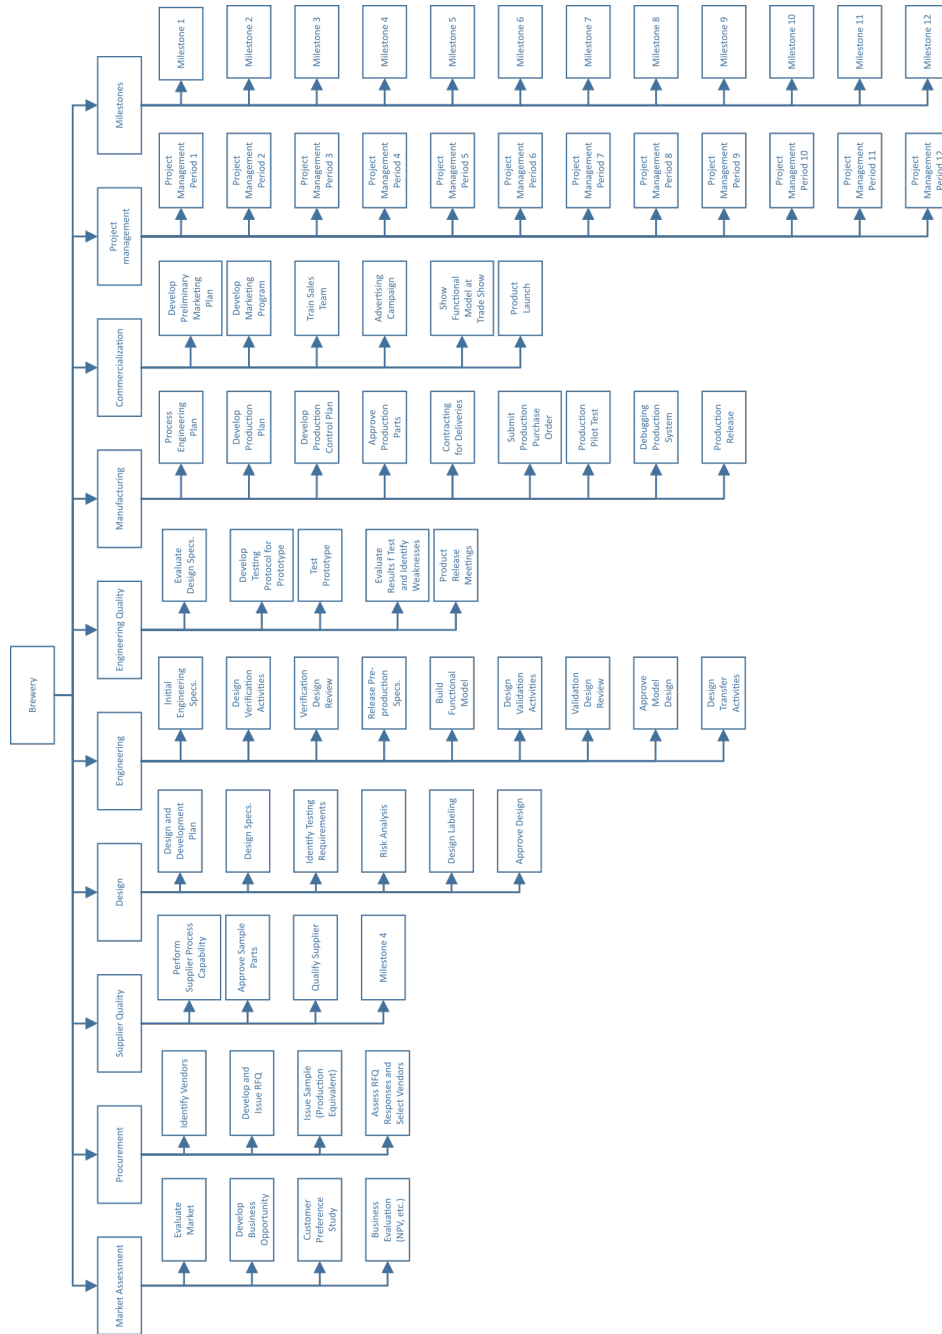 Brewery
Market Assessment
Evaluate
Market
Develop
Business
Opportunity
Customer
Preference
Study
Business
Evaluation
(NPV, etc.)
Procurement
Identify Vendors
Develop and
Issue RFQ
Issue Sample
(Production
Equivalent)
Assess RFQ
Responses and
Select Vendors
Supplier Quality
Perform
Supplier Process
Capability
Approve Sample
Parts
Qualify Supplier
Milestone 4
Design
Design and
Development
Plan
Design Specs.
Identify Testing
Requirements
Risk Analysis
Design Labeling
Approve Design
Engineering
Initial
Engineering
Specs.
Design
Verification
Activities
Verification
Design
Review
Release Pre-
production
Specs.
Build
Functional
Model
Design
Validation
Activities
Validation
Design
Review
Approve
Model
Design
Design
Transfer
Activities
Engineering Quality
Evaluate
Design Specs.
Develop
Testing
Protocol for
Prototype
Test
Prototype
Evaluate
Results f Test
and Identify
Weaknesses
Product
Release
Meetings
Manufacturing
Process
Engineering
Plan
Develop
Production
Plan
Develop
Production
Control Plan
Approve
Production
Parts
Contracting
for Deliveries
Submit
Production
Purchase
Order
Production
Pilot Test
Debugging
Production
System
Production
Release
Commercialization
Develop
Preliminary
Marketing
Plan
Develop
Marketing
Program
Train Sales
Team
Advertising
Campaign
Show
Functional
Model at
Trade Show
Product
Launch
Project
management
Project
Management
Period 1
Project
Management
Period 2
Project
Management
Period 3
Project
Management
Period 4
Project
Management
Period 5
Project
Management
Period 6
Project
Management
Period 7
Project
Management
Period 8
Project
Management
Period 9
Project
Management
Period 10
Project
Management
Period 11
Project
Management
Period 12
Milestones
Milestone 1
Milestone 2
Milestone 3
Milestone 4
Milestone 5
Milestone 6
Milestone 7
Milestone 8
Milestone 9
Milestone 10
Milestone 11
Milestone 12